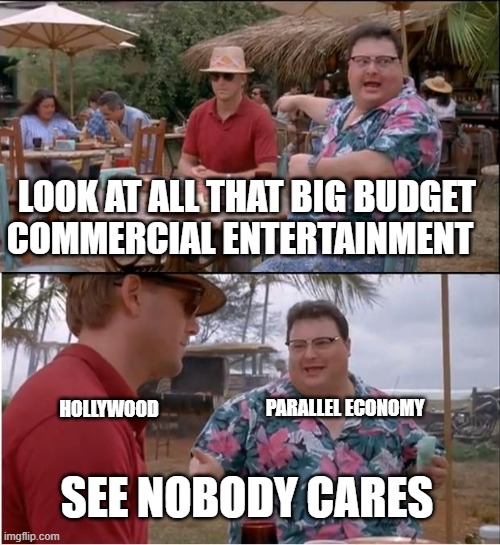 LOOK AT ALL THAT BIG BUDGET
COMMERCIAL ENTERTAINMENT
HOLLYWOOD
PARALLEL ECONOMY
SEE NOBODY CARES
imgflip.com